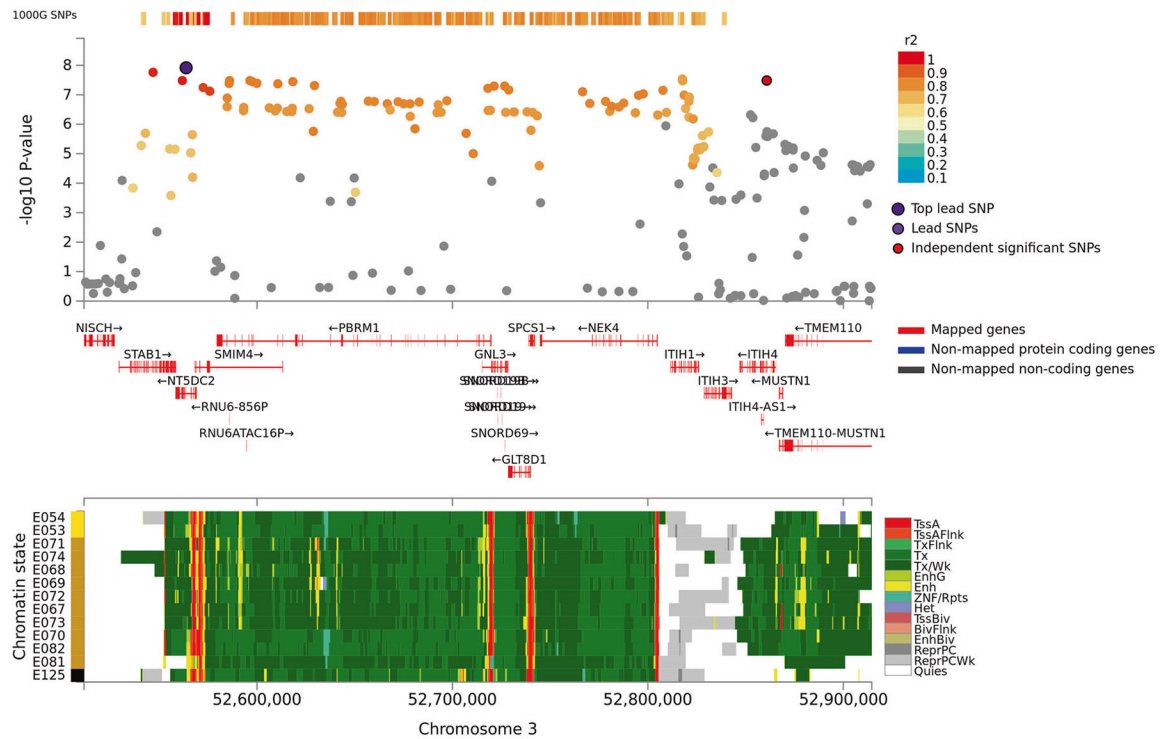 1000G SNPs
r2
1
0.9
0.8
0.7
0.6
0.5
0.4
0.3
0.2
0.1
-log10 P-value
8
7
6
5
4
3
2
1
0
Top lead SNP
Lead SNPs
Independent significant SNPs
NISCH→ ←PBRM1 SPCS1→ ←NEK4 ←TMEM110
STAB1→ SMIM4→ GNL3→ ITIH1→ ←ITIH4
←NT5DC2 ITIH3→ ←MUSTN1
←RNU6-856P ITIH4-AS1→
RNU6ATAC16P→ SNORD69→ ←TMEM110-MUSTN1
←GLT8D1
Mapped genes
Non-mapped protein coding genes
Non-mapped non-coding genes
Chromatin state
E054
E053
E071
E074
E068
E069
E072
E067
E073
E070
E082
E081
E125
TssA
TssAFlnk
TxFlnk
Tx
Tx/Wk
EnhG
Enh
ZNF/Rpts
Het
TssBiv
BivFlnk
EnhBiv
ReprPC
ReprPCWk
Quies
52,600,000 52,700,000 52,800,000 52,900,000
Chromosome 3